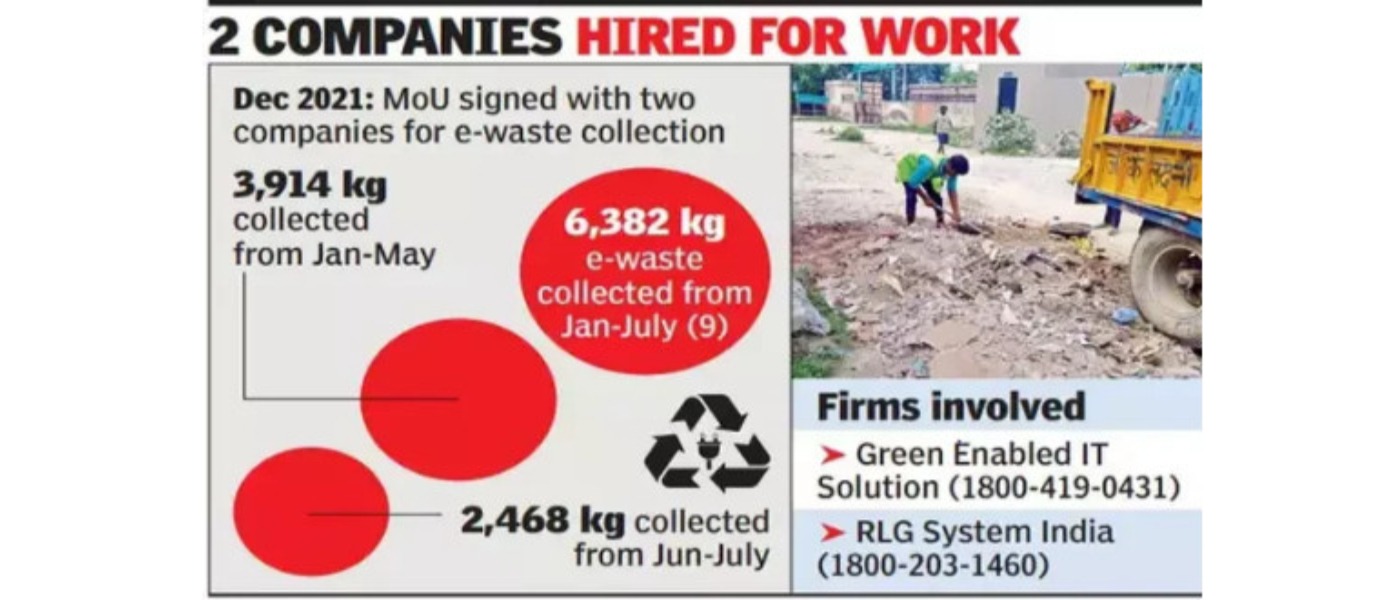 2 COMPANIES HIRED FOR WORK
Dec 2021: MoU signed with two
companies for e-waste collection
3,914 kg
collected
from Jan-May
6,382 kg
e-waste
collected from
Jan-July (9)
2,468 kg collected
from Jun-July
Firms involved
➤ Green Enabled IT
Solution (1800-419-0431)
➤ RLG System India
(1800-203-1460)